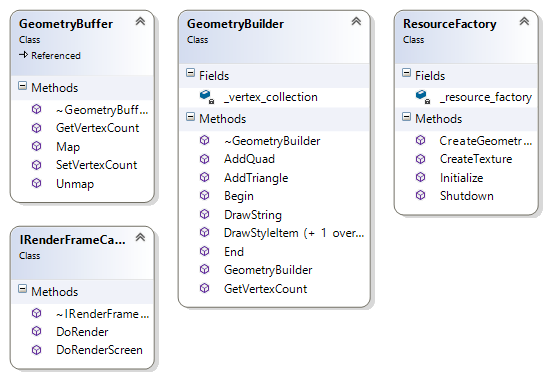 GeometryBuffer
Class
Referenced
Methods
~GeometryBuff...
GetVertexCount
Map
SetVertexCount
Unmap
IRenderFrameCa...
Class
Methods
~IRenderFrame...
DoRender
DoRenderScreen
GeometryBuilder
Class
Fields
_vertex_collection
Methods
~GeometryBuilder
AddQuad
AddTriangle
Begin
DrawString
DrawStyleItem (+ 1 over...
End
GeometryBuilder
GetVertexCount
ResourceFactory
Class
Fields
_resource_factory
Methods
CreateGeometr...
CreateTexture
Initialize
Shutdown